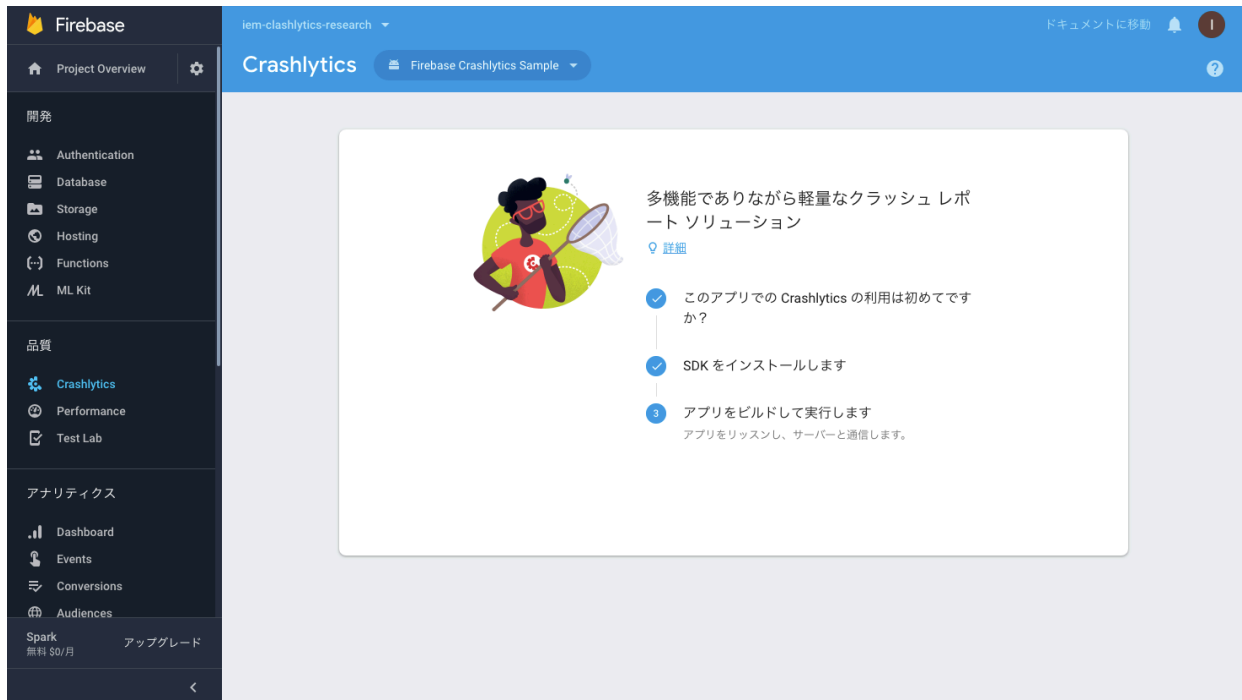 Firebase
iem-clashlytics-research
ドキュメントに移動
I
Project Overview
Crashlytics
Firebase Crashlytics Sample
?
開発
Authentication
Database
Storage
Hosting
Functions
ML Kit
品質
Crashlytics
Performance
Test Lab
アナリティクス
Dashboard
Events
Conversions
Audiences
Spark
無料 $0/月
アップグレード
多機能でありながら軽量なクラッシュ レポ
ート ソリューション
詳細
このアプリでの Crashlytics の利用は初めてです
か？
SDK をインストールします
3
アプリをビルドして実行します
アプリをリッスンし、サーバーと通信します。